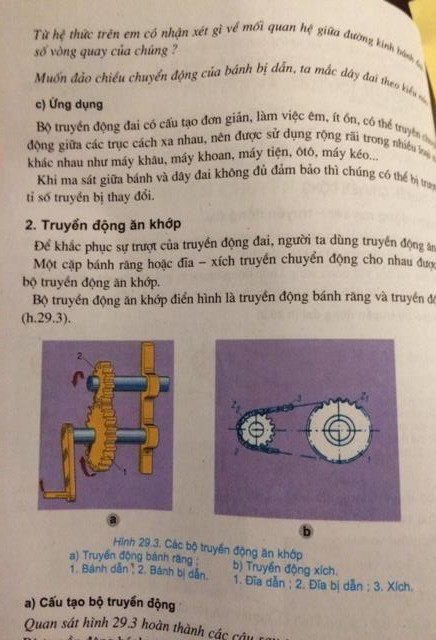 Từ hệ thức trên em có nhận xét gì về mối quan hệ giữa đường kính bánh
số vòng quay của chúng ?
Muốn đảo chiều chuyển động của bánh bị dẫn, ta mắc dây đai theo kiểu
c) Ứng dụng
Bộ truyền động đai có cấu tạo đơn giản, làm việc êm, ít ồn, có thể truyền
động giữa các trục cách xa nhau, nên được sử dụng rộng rãi trong nhiều
khác nhau như máy khâu, máy khoan, máy tiện, ôtô, máy kéo...
Khi ma sát giữa bánh và dây đai không đủ đảm bảo thì chúng có thể bị
tỉ số truyền bị thay đổi.
2. Truyền động ăn khớp
Để khắc phục sự trượt của truyền động đai, người ta dùng truyền động ăn
Một cặp bánh răng hoặc đĩa – xích truyền chuyển động cho nhau được
bộ truyền động ăn khớp.
Bộ truyền động ăn khớp điển hình là truyền động bánh răng và truyền
(h.29.3).
2
1
a
Z2
3
Z1
2
1
b
Hình 29.3. Các bộ truyền động ăn khớp
a) Truyền động bánh răng ;
1. Bánh dẫn ; 2. Bánh bị dẫn.
b) Truyền động xích.
1. Đĩa dẫn ; 2. Đĩa bị dẫn ; 3. Xích.
a) Cấu tạo bộ truyền động
Quan sát hình 29.3 hoàn thành các câu sau